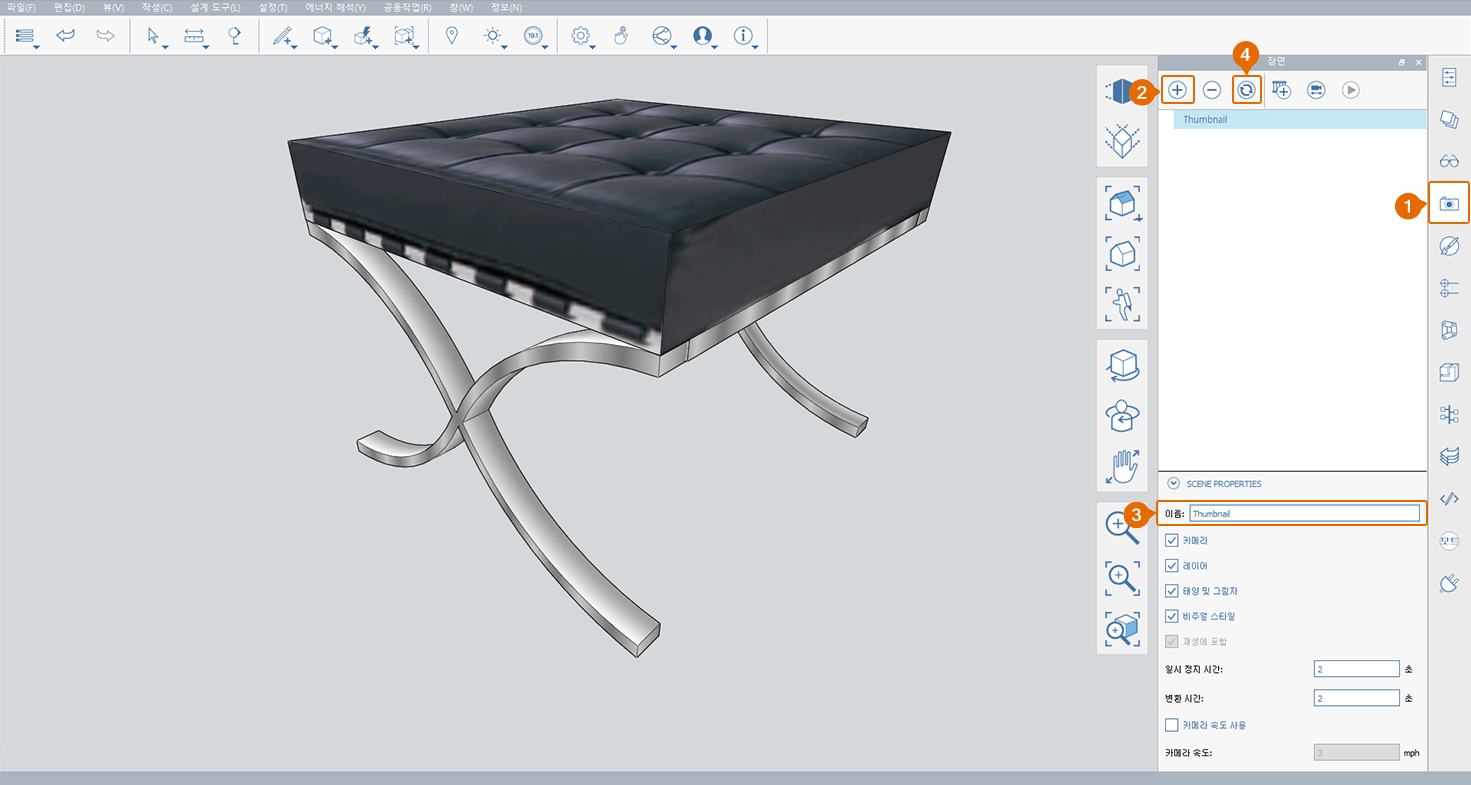 파일(F) 편집(D) 뷰(V) 작성(C) 설계 도구(L) 설정(T) 에너지 해석(Y) 공동작업(R) 창(W) 정보(N)
19.1
장면
4
2
Thumbnail
1
SCENE PROPERTIES
3
이름: Thumbnail
카메라
레이어
태양 및 그림자
비주얼 스타일
재생에 포함
일시 정지 시간: 2 초
변환 시간: 2 초
카메라 속도 사용
카메라 속도: 3 mph
모드